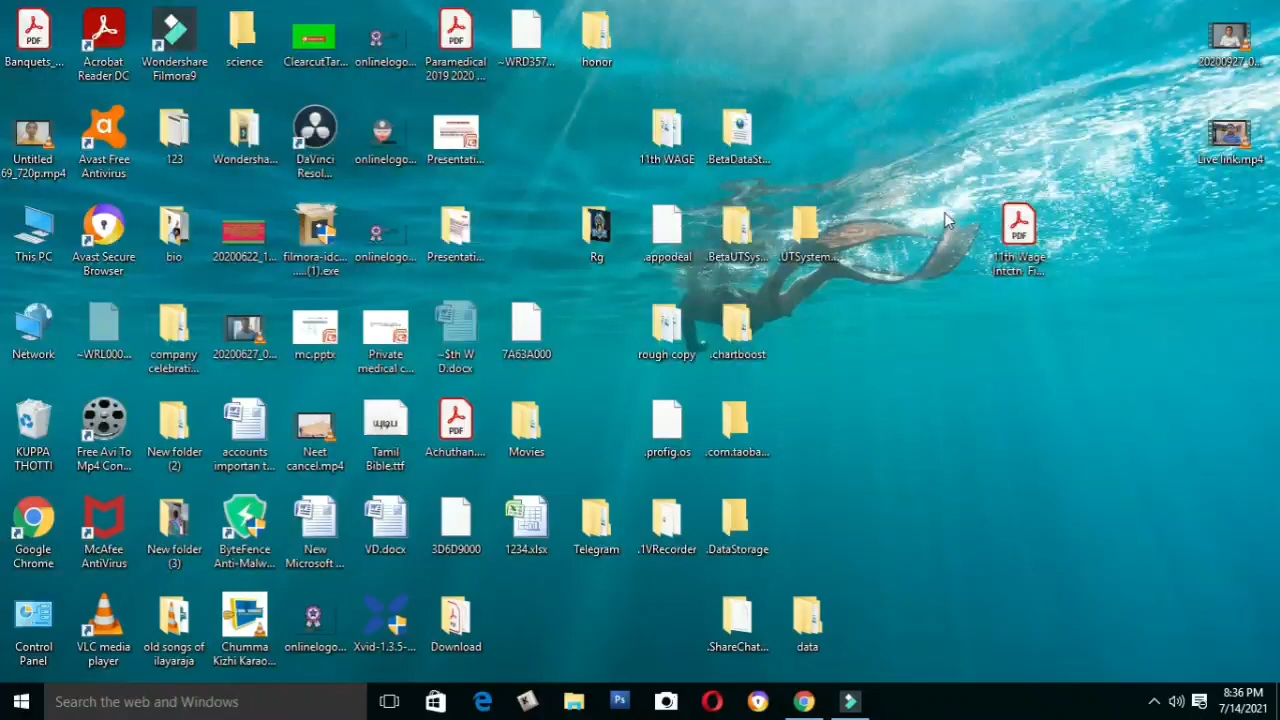 Banquets_...
Acrobat
Reader DC
Wondershare
Filmora9
science
ClearcutTar...
onlinelogo...
Paramedical
2019 2020 ...
~WRD357...
honor
20200927_0...
Untitled
69_720p.mp4
Avast Free
Antivirus
123
Wondersha...
DaVinci
Resol...
onlinelogo...
Presentati...
11th WAGE
.BetaDataSt...
Live link.mp4
This PC
Avast Secure
Browser
bio
20200622_1...
filmora-idc...
.....(1).exe
onlinelogo...
Presentati...
Rg
.appodeal
.BetaUTSys...
.UTSystem...
11th Wage
Intctn. Fi...
Network
~WRL000...
company
celebrati...
20200627_0...
mc.pptx
Private
medical c...
~$th W
D.docx
7A63A000
rough copy
.chartboost
KUPPA
THOTTI
Free Avi To
Mp4 Con...
New folder
(2)
accounts
importan t...
Neet
cancel.mp4
Tamil
Bible.ttf
Achuthan....
Movies
.profig.os
.com.taoba...
Google
Chrome
McAfee
AntiVirus
New folder
(3)
ByteFence
Anti-Malw...
New
Microsoft ...
VD.docx
3D6D9000
1234.xlsx
Telegram
.1VRecorder
.DataStorage
Control
Panel
VLC media
player
old songs of
ilayaraja
Chumma
Kizhi Karao...
onlinelogo...
Xvid-1.3.5-...
Download
.ShareChat...
data
Search the web and Windows
8:36 PM
7/14/2021